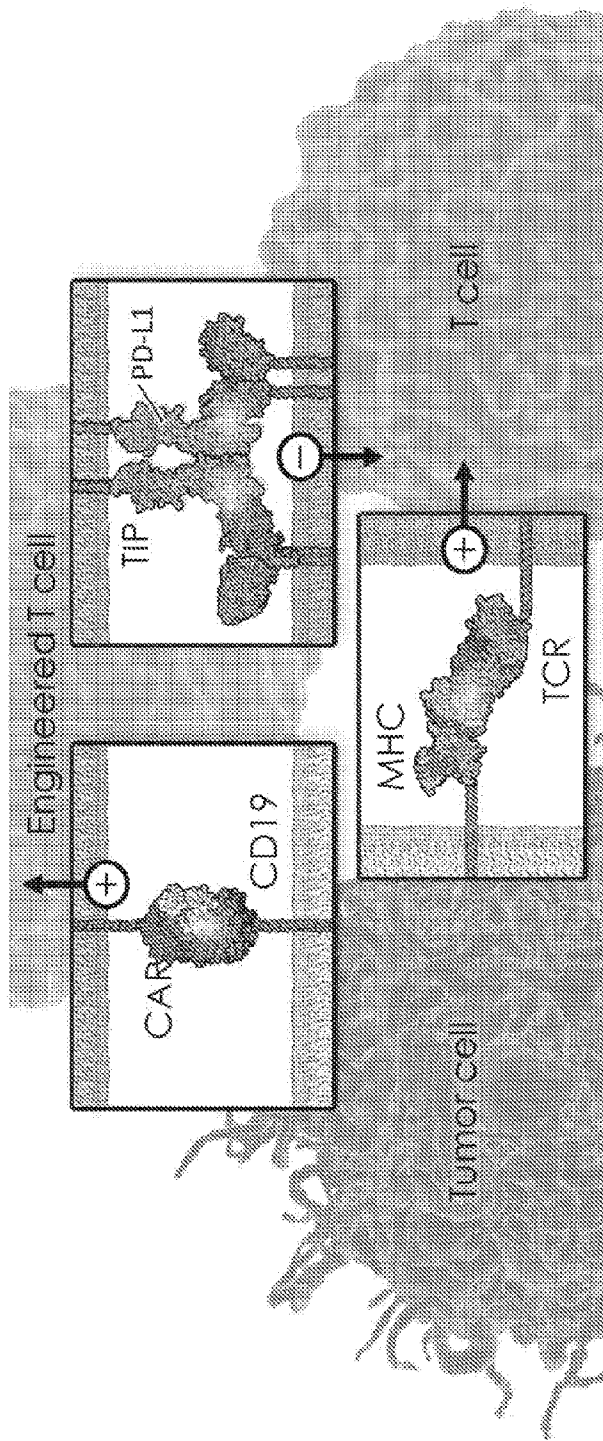 Engineered T cell
CAR
CD19
+
TIP
PD-L1
−
MHC
TCR
+
Tumor cell
T cell